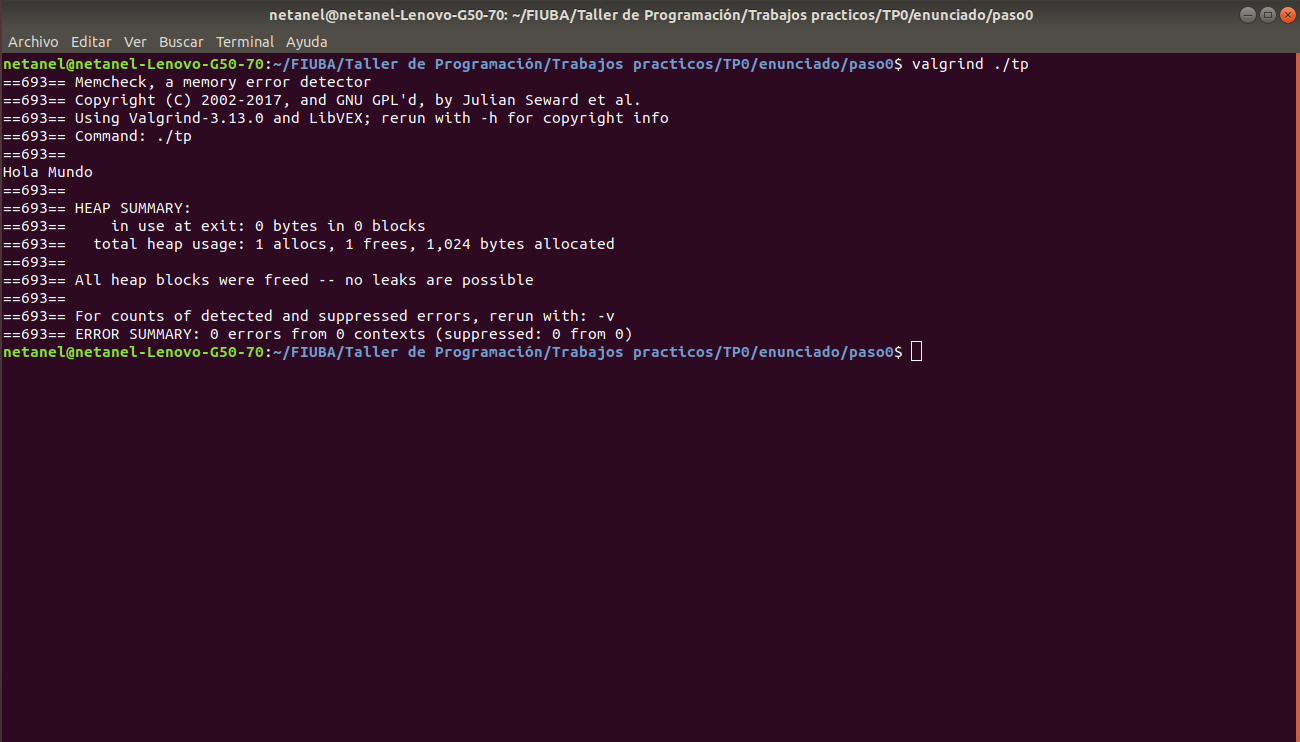 netanel@netanel-Lenovo-G50-70: ~/FIUBA/Taller de Programación/Trabajos practicos/TP0/enunciado/paso0
Archivo Editar Ver Buscar Terminal Ayuda
netanel@netanel-Lenovo-G50-70:~/FIUBA/Taller de Programación/Trabajos practicos/TP0/enunciado/paso0$ valgrind ./tp
==693== Memcheck, a memory error detector
==693== Copyright (C) 2002-2017, and GNU GPL'd, by Julian Seward et al.
==693== Using Valgrind-3.13.0 and LibVEX; rerun with -h for copyright info
==693== Command: ./tp
==693==
Hola Mundo
==693==
==693== HEAP SUMMARY:
==693==     in use at exit: 0 bytes in 0 blocks
==693==   total heap usage: 1 allocs, 1 frees, 1,024 bytes allocated
==693==
==693== All heap blocks were freed -- no leaks are possible
==693==
==693== For counts of detected and suppressed errors, rerun with: -v
==693== ERROR SUMMARY: 0 errors from 0 contexts (suppressed: 0 from 0)
netanel@netanel-Lenovo-G50-70:~/FIUBA/Taller de Programación/Trabajos practicos/TP0/enunciado/paso0$